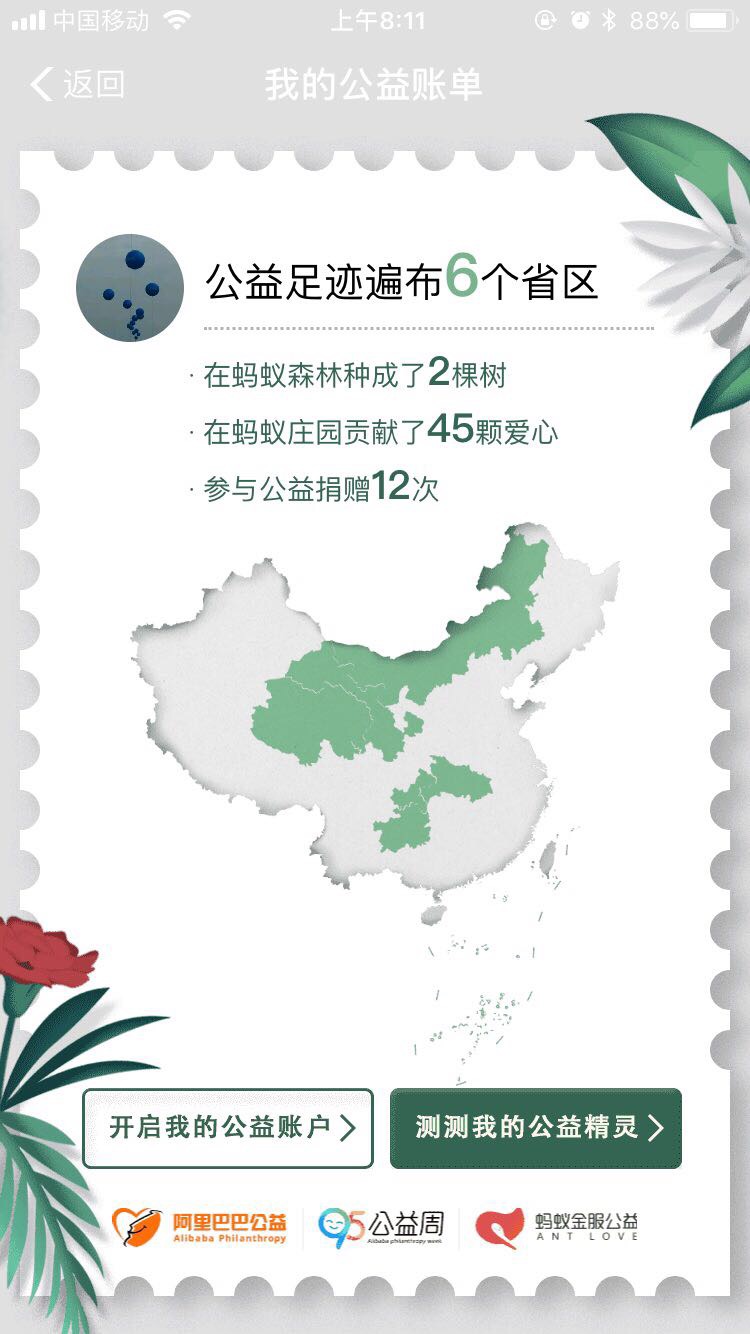 中国移动 上午8:11 88%
返回 我的公益账单
公益足迹遍布6个省区
· 在蚂蚁森林种成了2棵树
· 在蚂蚁庄园贡献了45颗爱心
· 参与公益捐赠12次
开启我的公益账户
测测我的公益精灵
阿里巴巴公益
Alibaba Philanthropy
95公益周
Alibaba philanthropy week
蚂蚁金服公益
ANT LOVE